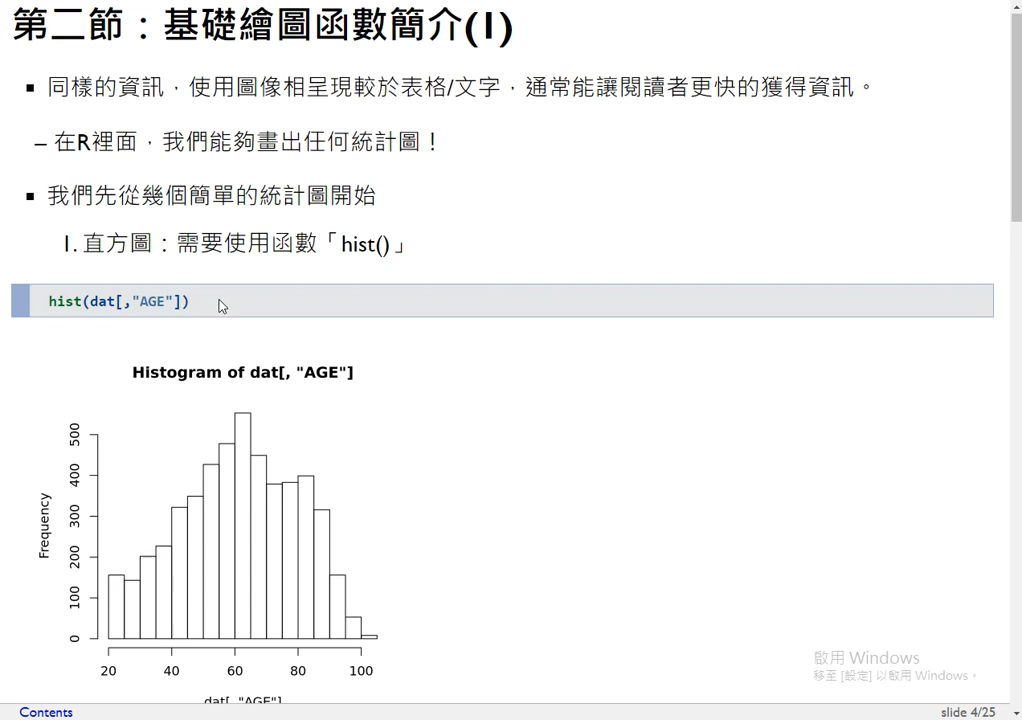 第二節：基礎繪圖函數簡介(1)
▪ 同樣的資訊，使用圖像相呈現較於表格/文字，通常能讓閱讀者更快的獲得資訊。
– 在R裡面，我們能夠畫出任何統計圖！
▪ 我們先從幾個簡單的統計圖開始
1. 直方圖：需要使用函數「hist()」
hist(dat[,"AGE"])
Histogram of dat[, "AGE"]
Frequency
500
400
300
200
100
0
20 40 60 80 100
dat[, "AGE"]
啟用 Windows
移至 [設定] 以啟用 Windows。
Contents
slide 4/25